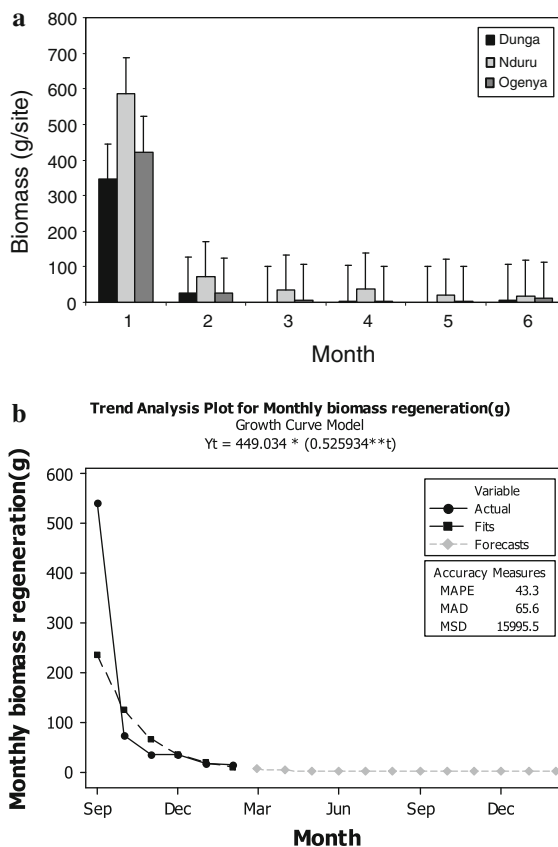 a
800
700
600
500
400
300
200
100
0
Biomass (g/site)
Dunga
Nduru
Ogenya
1 2 3 4 5 6
Month
b
Trend Analysis Plot for Monthly biomass regeneration(g)
Growth Curve Model
Yt = 449.034 * (0.525934**t)
Monthly biomass regeneration(g)
600
500
400
300
200
100
0
Variable
Actual
Fits
Forecasts
Accuracy Measures
MAPE 43.3
MAD 65.6
MSD 15995.5
Sep Dec Mar Jun Sep Dec
Month